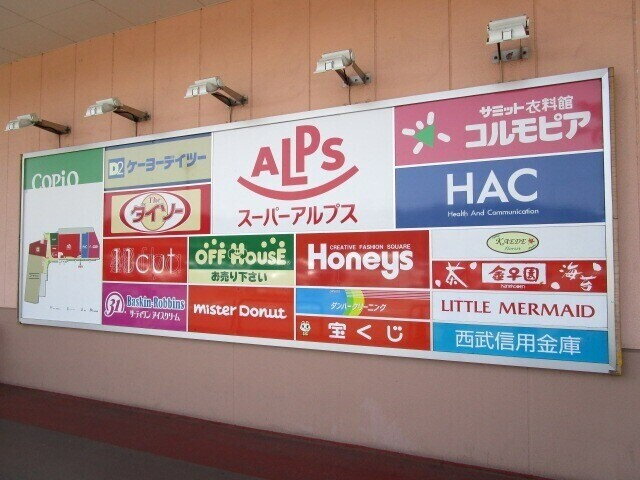 COPiO
D2 ケーヨーデイツー
The
ダイソー
ALPS
スーパーアルプス
サミット衣料館
コルモピア
HAC
Health And Communication
11cut
OFF HOUSE
お売り下さい
CREATIVE FASHION SQUARE
Honeys
KAEDE
茶 金子園 海苔
31 Baskin-Robbins
サーティワン アイスクリーム
Mister Donut
ダンパークリーニング
宝くじ
LITTLE MERMAID
西武信用金庫